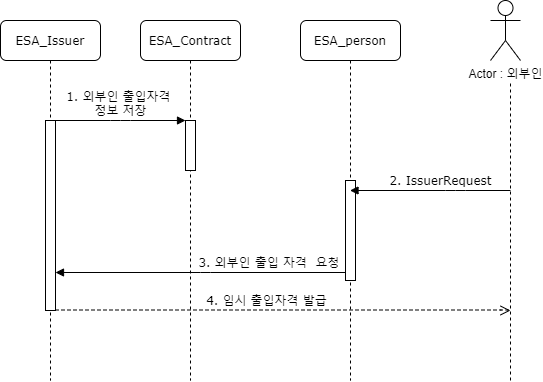 ESA_Issuer
ESA_Contract
ESA_person
Actor : 외부인
1. 외부인 출입자격
정보 저장
2. IssuerRequest
3. 외부인 출입 자격  요청
4. 임시 출입자격 발급